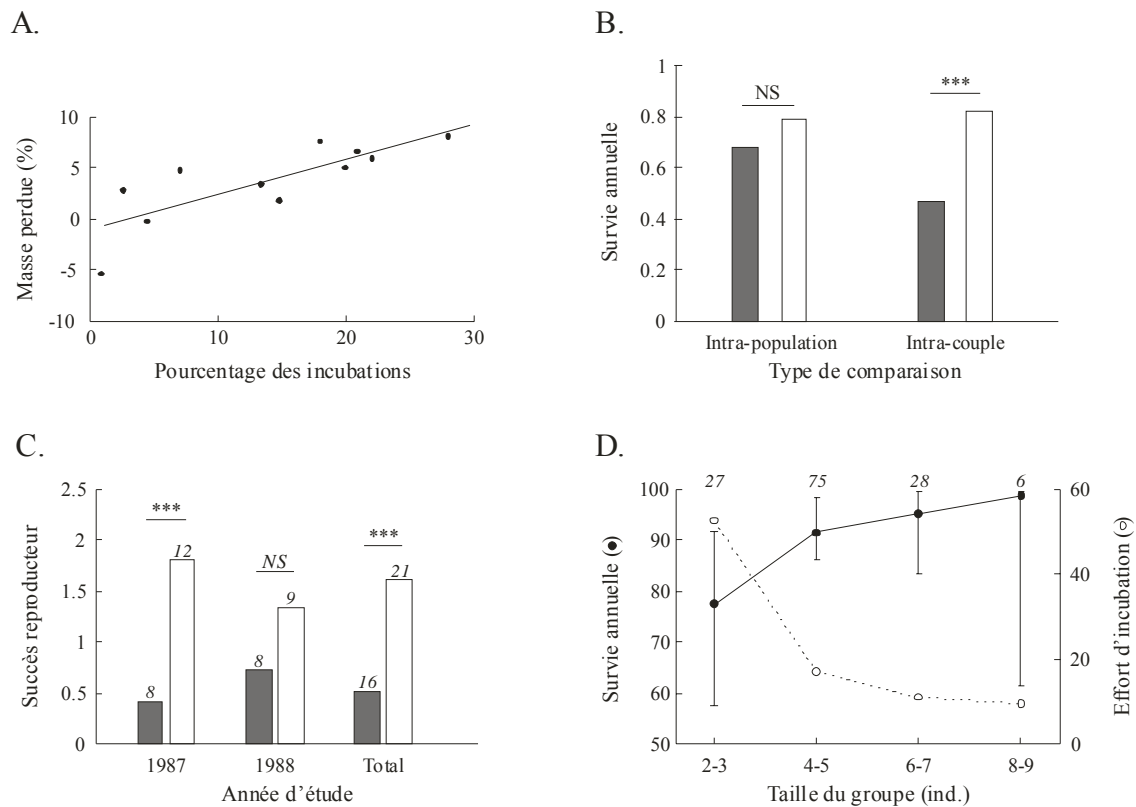 A.
Masse perdue (%)
10
5
0
-5
-10
0
10
20
30
Pourcentage des incubations
B.
Survie annuelle
1
0.8
0.6
0.4
0.2
0
NS
***
Intra-population
Intra-couple
Type de comparaison
C.
Succès reproducteur
2.5
2
1.5
1
0.5
0
***
12
8
NS
9
8
***
21
16
1987
1988
Total
Année d'étude
D.
Survie annuelle (●)
100
90
80
70
60
50
27
75
28
6
60
40
20
0
Effort d'incubation (○)
2-3
4-5
6-7
8-9
Taille du groupe (ind.)